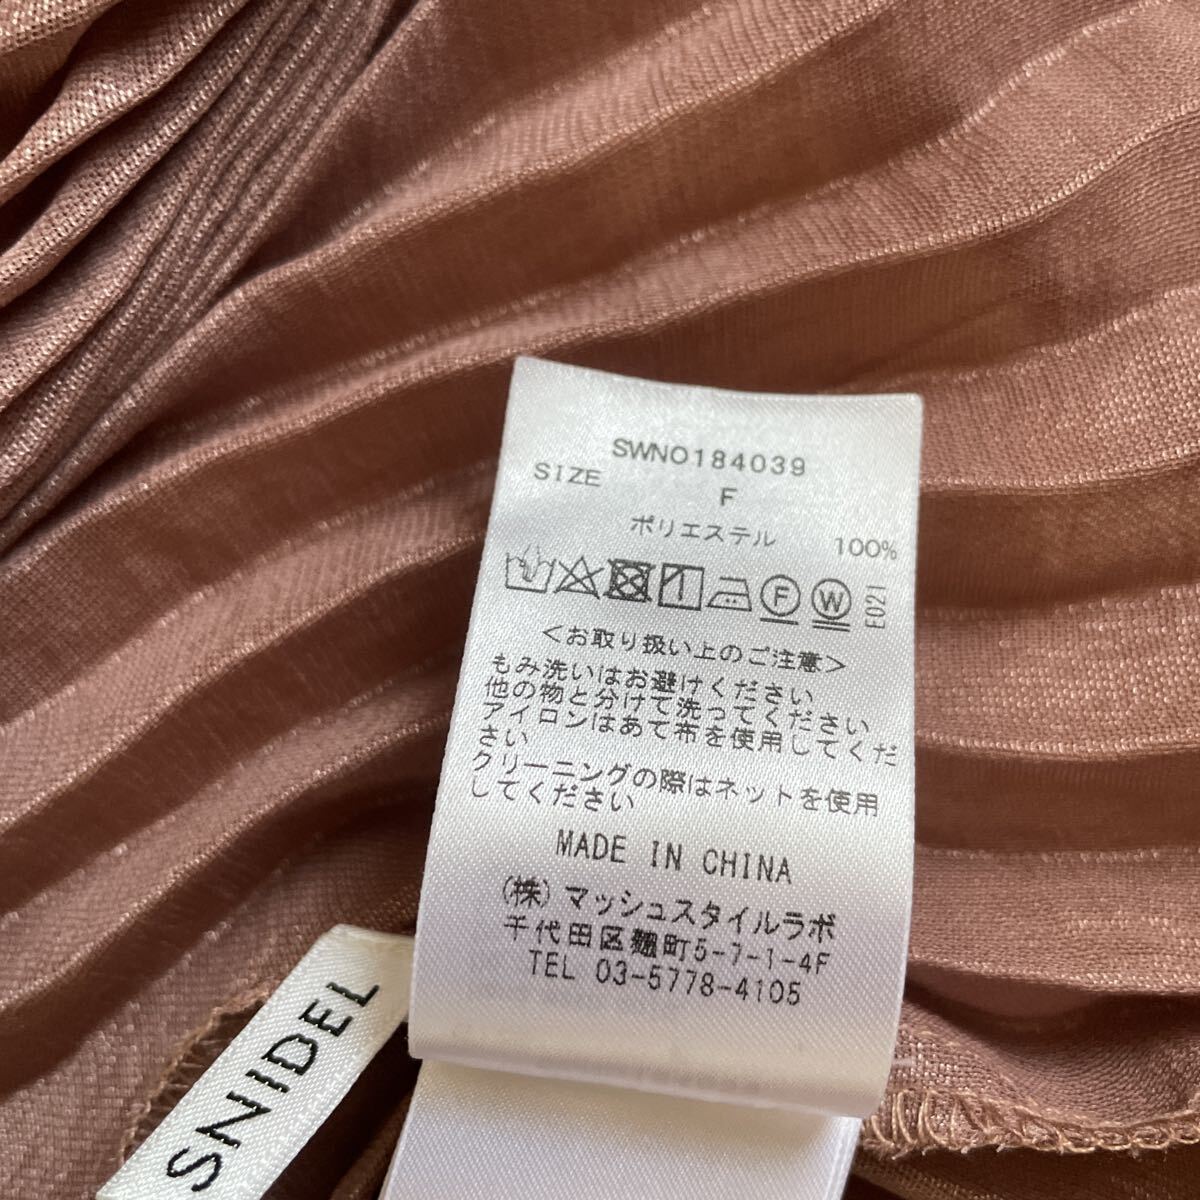 SWNO184039
SIZE F
ポリエステル 100%
F W E021
<お取り扱い上のご注意>
もみ洗いはお避けください
他の物と分けて洗ってください
アイロンはあて布を使用してくだ
さい
クリーニングの際はネットを使用
してください
MADE IN CHINA
(株) マッシュスタイルラボ
千代田区麹町5-7-1-4F
TEL 03-5778-4105
SNIDEL